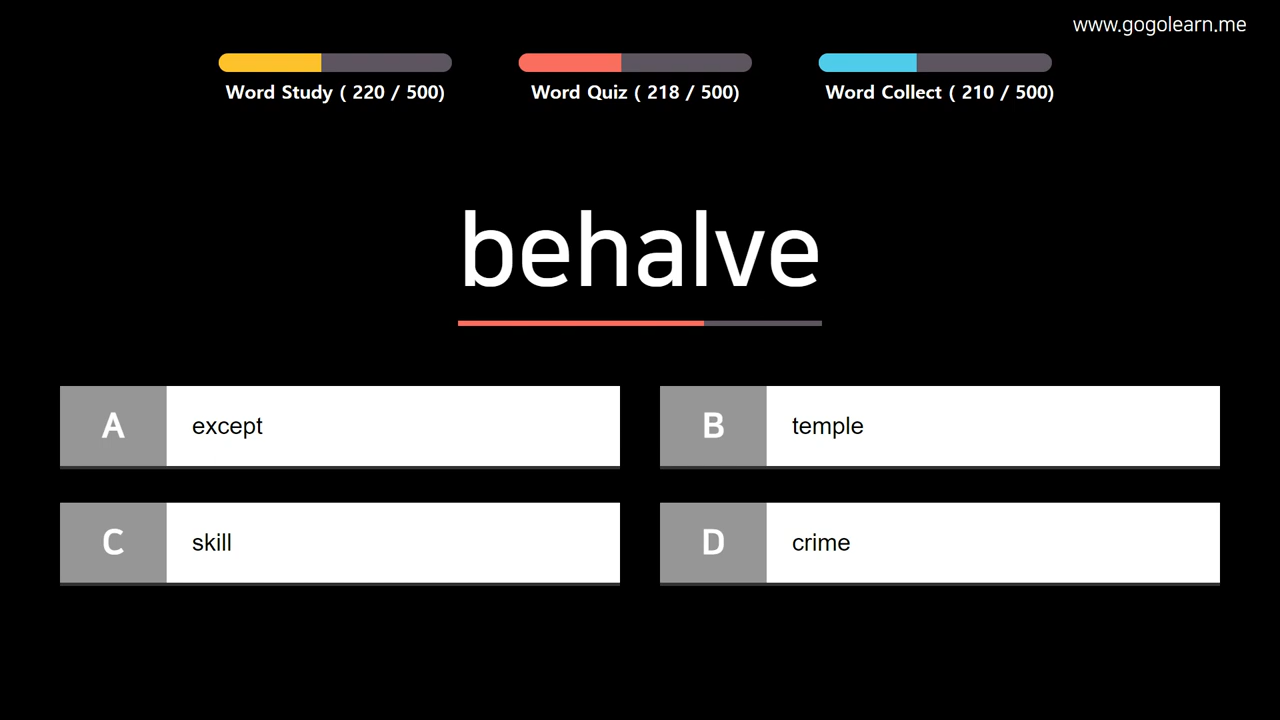 www.gogolearn.me
Word Study ( 220 / 500)
Word Quiz ( 218 / 500)
Word Collect ( 210 / 500)
behalve
A except
B temple
C skill
D crime